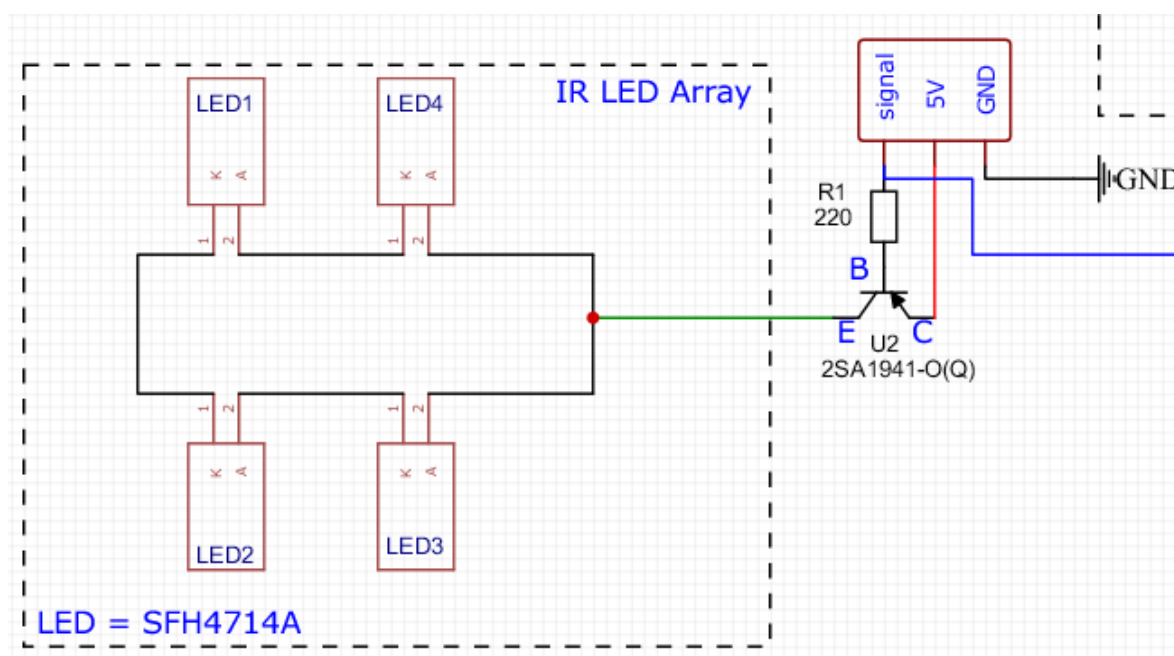 LED1
LED4
IR LED Array
K
A
K
A
1
2
1
2
1
2
1
2
K
A
K
A
LED2
LED3
LED = SFH4714A
signal
5V
GND
GND
R1
220
B
E
C
U2
2SA1941-O(Q)